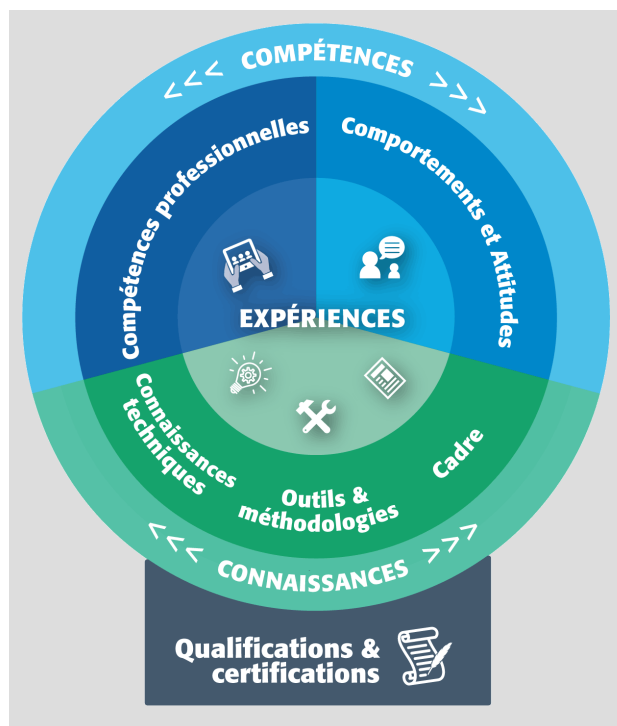 <<< COMPÉTENCES >>>
Compétences professionnelles
Comportements et Attitudes
EXPÉRIENCES
Connaissances
techniques
Outils &
méthodologies
Cadre
<<< CONNAISSANCES >>>
Qualifications &
certifications